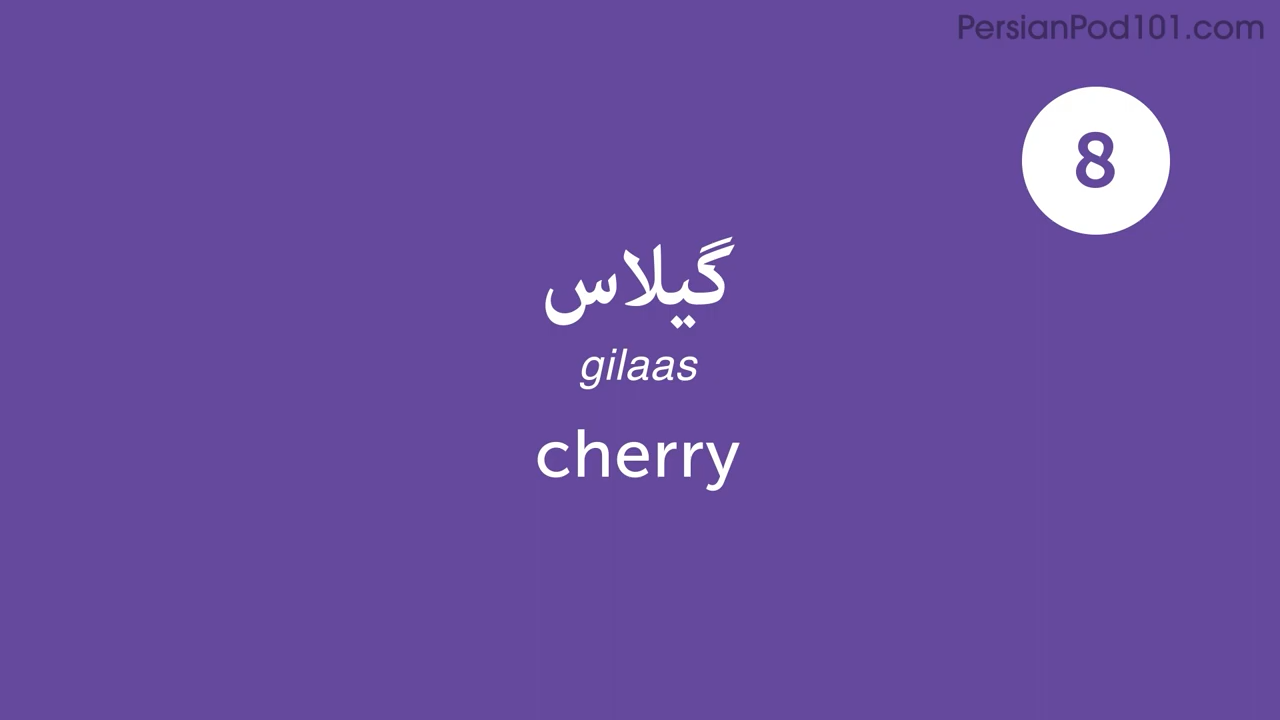 PersianPod101.com
8
گیلاس
gilaas
cherry